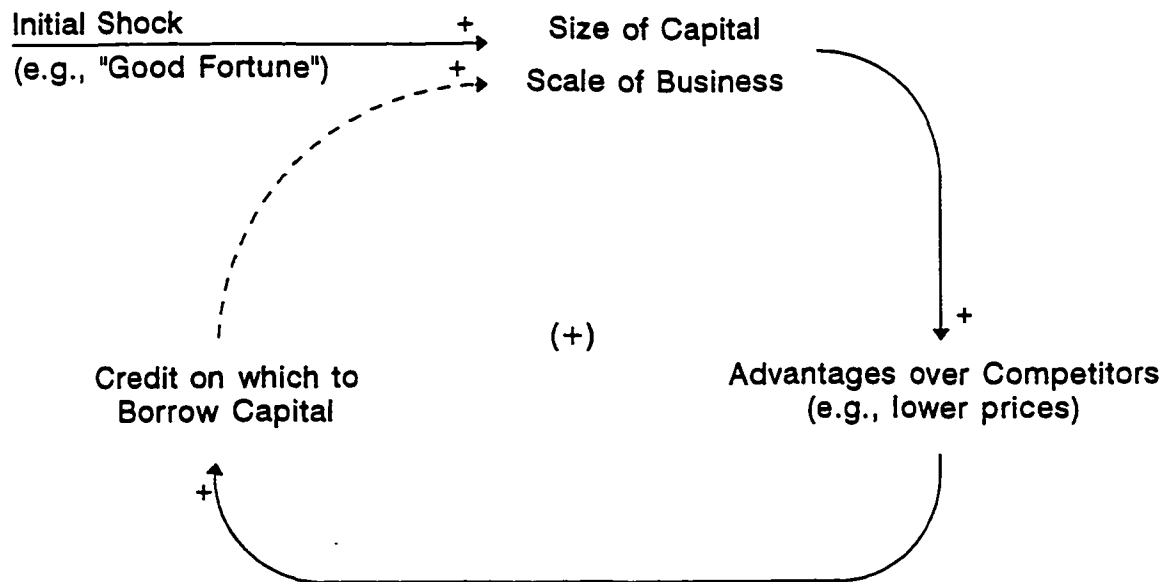 Initial Shock
(e.g., "Good Fortune")
+
+
Size of Capital
Scale of Business
+
(+)
Credit on which to
Borrow Capital
Advantages over Competitors
(e.g., lower prices)
+